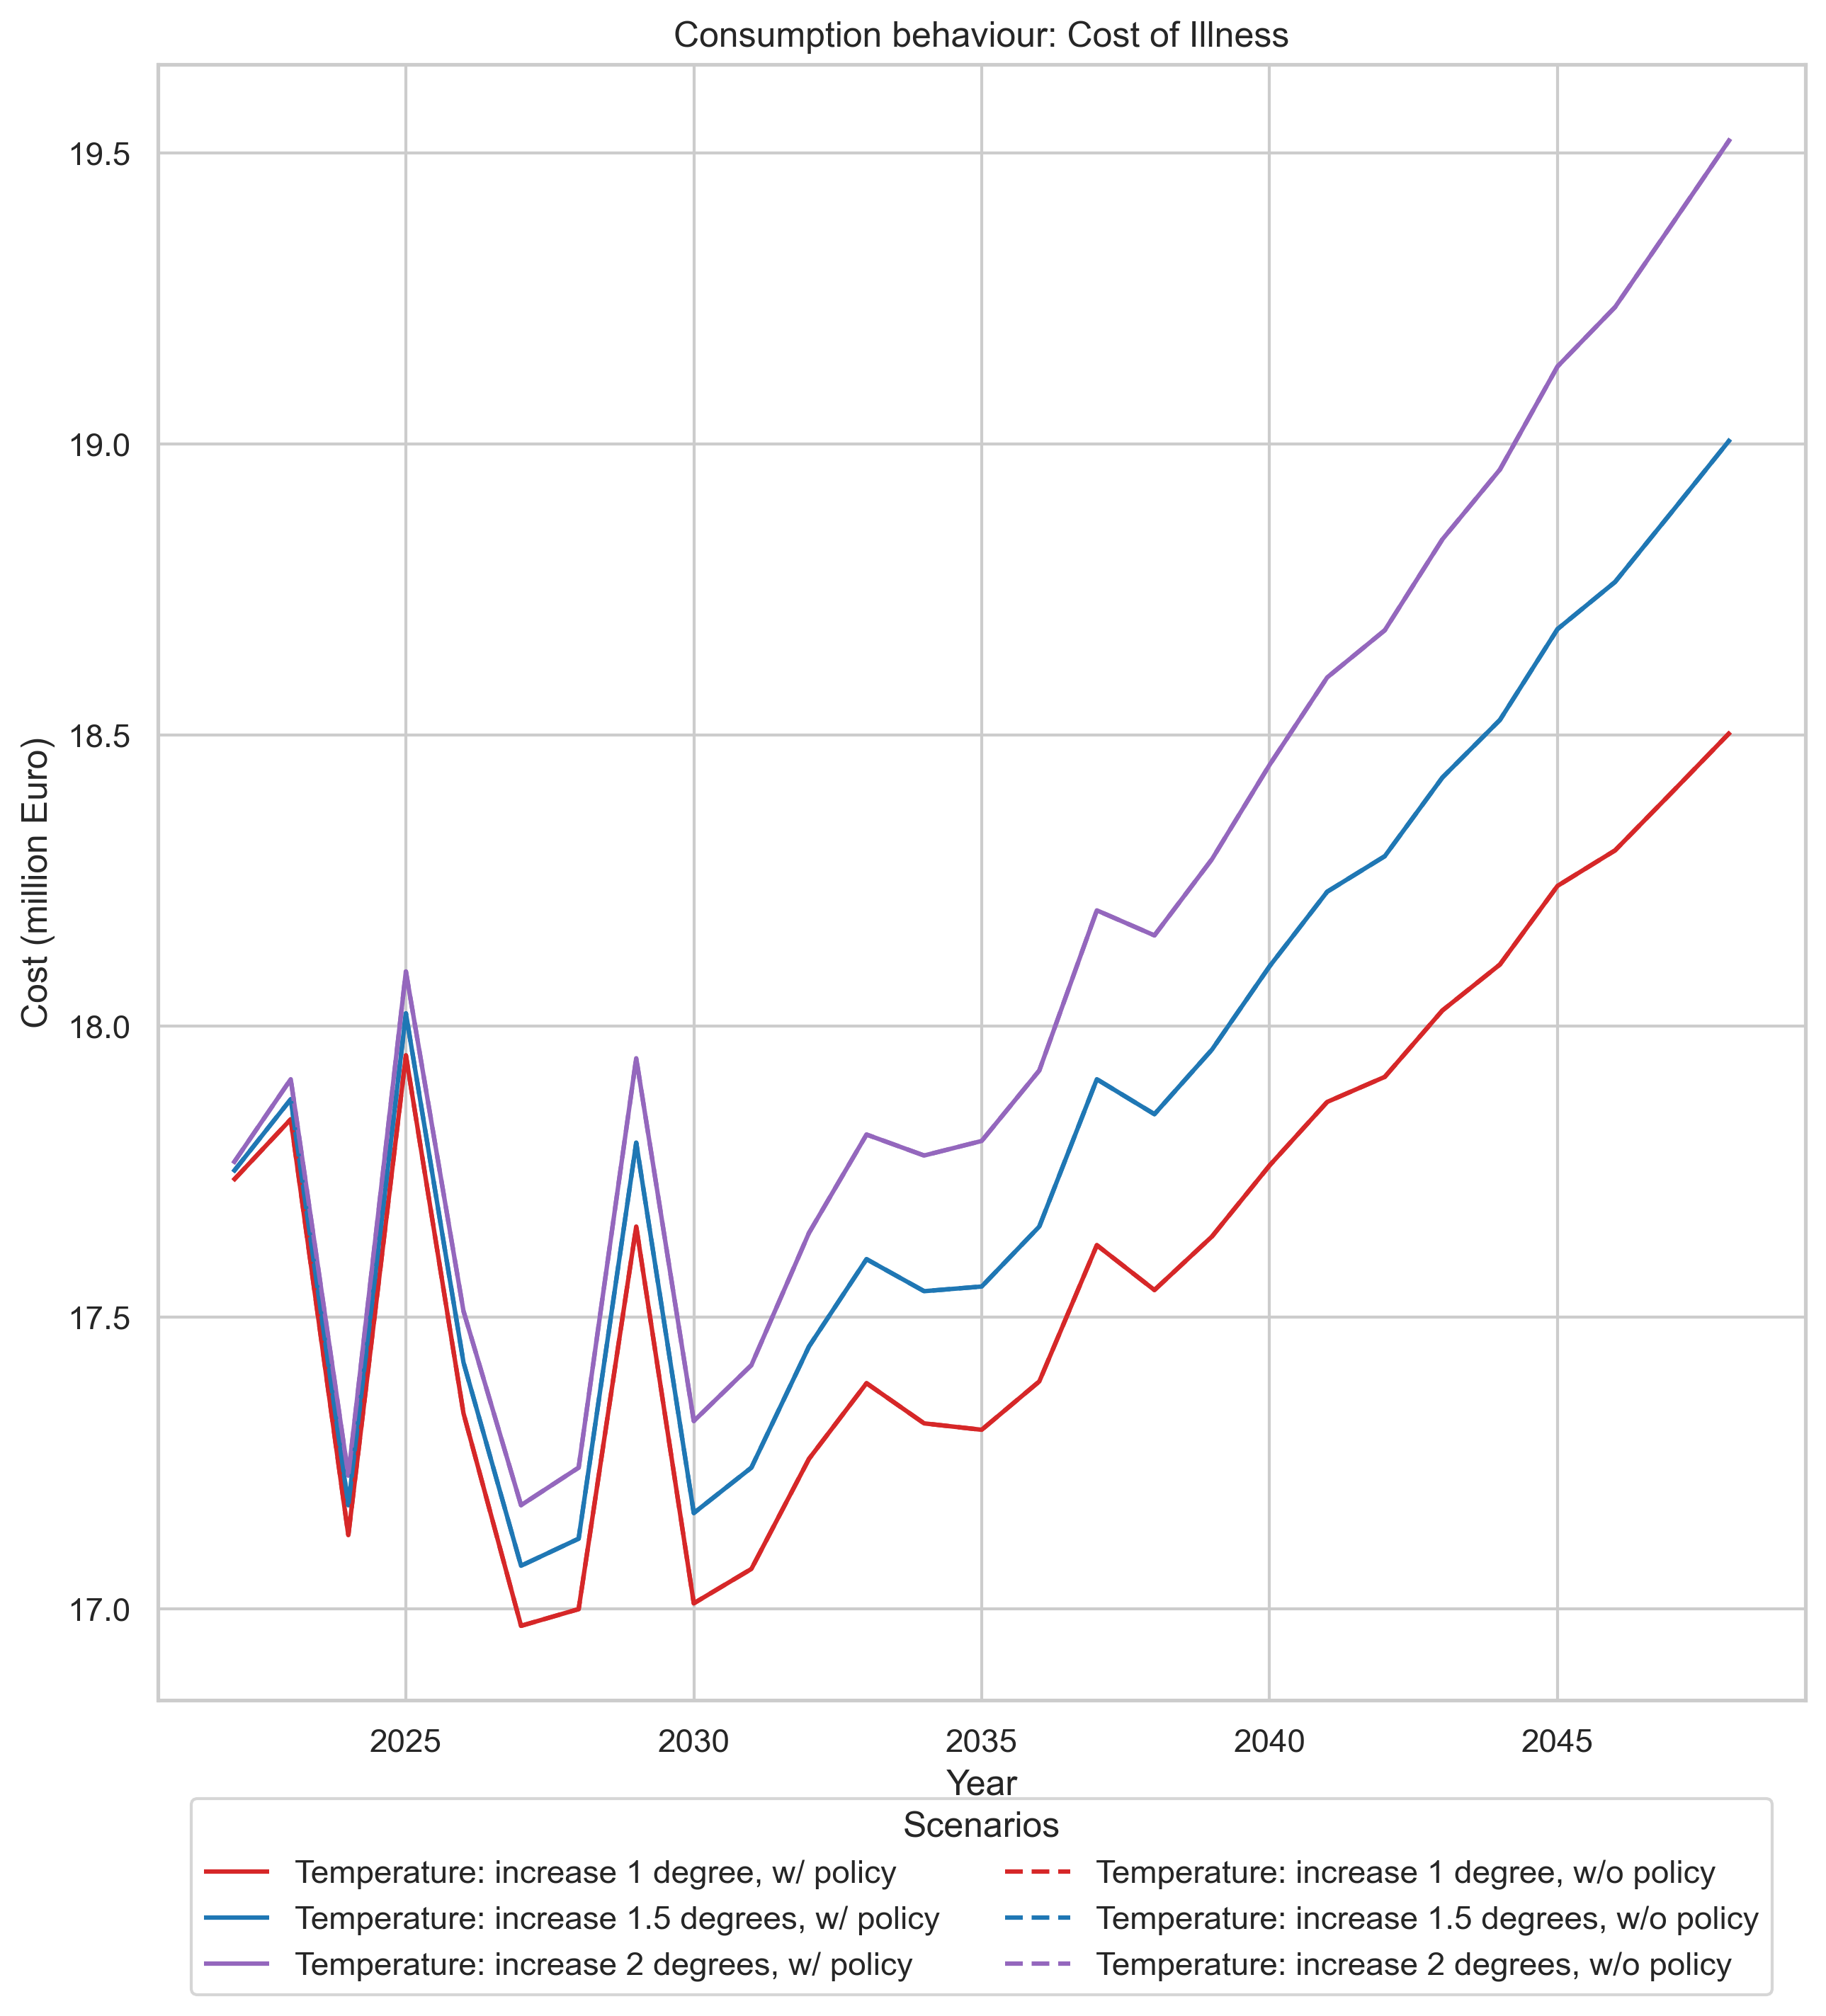 Consumption behaviour: Cost of Illness
Cost (million Euro)
19.5
19.0
18.5
18.0
17.5
17.0
2025 2030 2035 2040 2045
Year
Scenarios
Temperature: increase 1 degree, w/ policy
Temperature: increase 1.5 degrees, w/ policy
Temperature: increase 2 degrees, w/ policy
Temperature: increase 1 degree, w/o policy
Temperature: increase 1.5 degrees, w/o policy
Temperature: increase 2 degrees, w/o policy